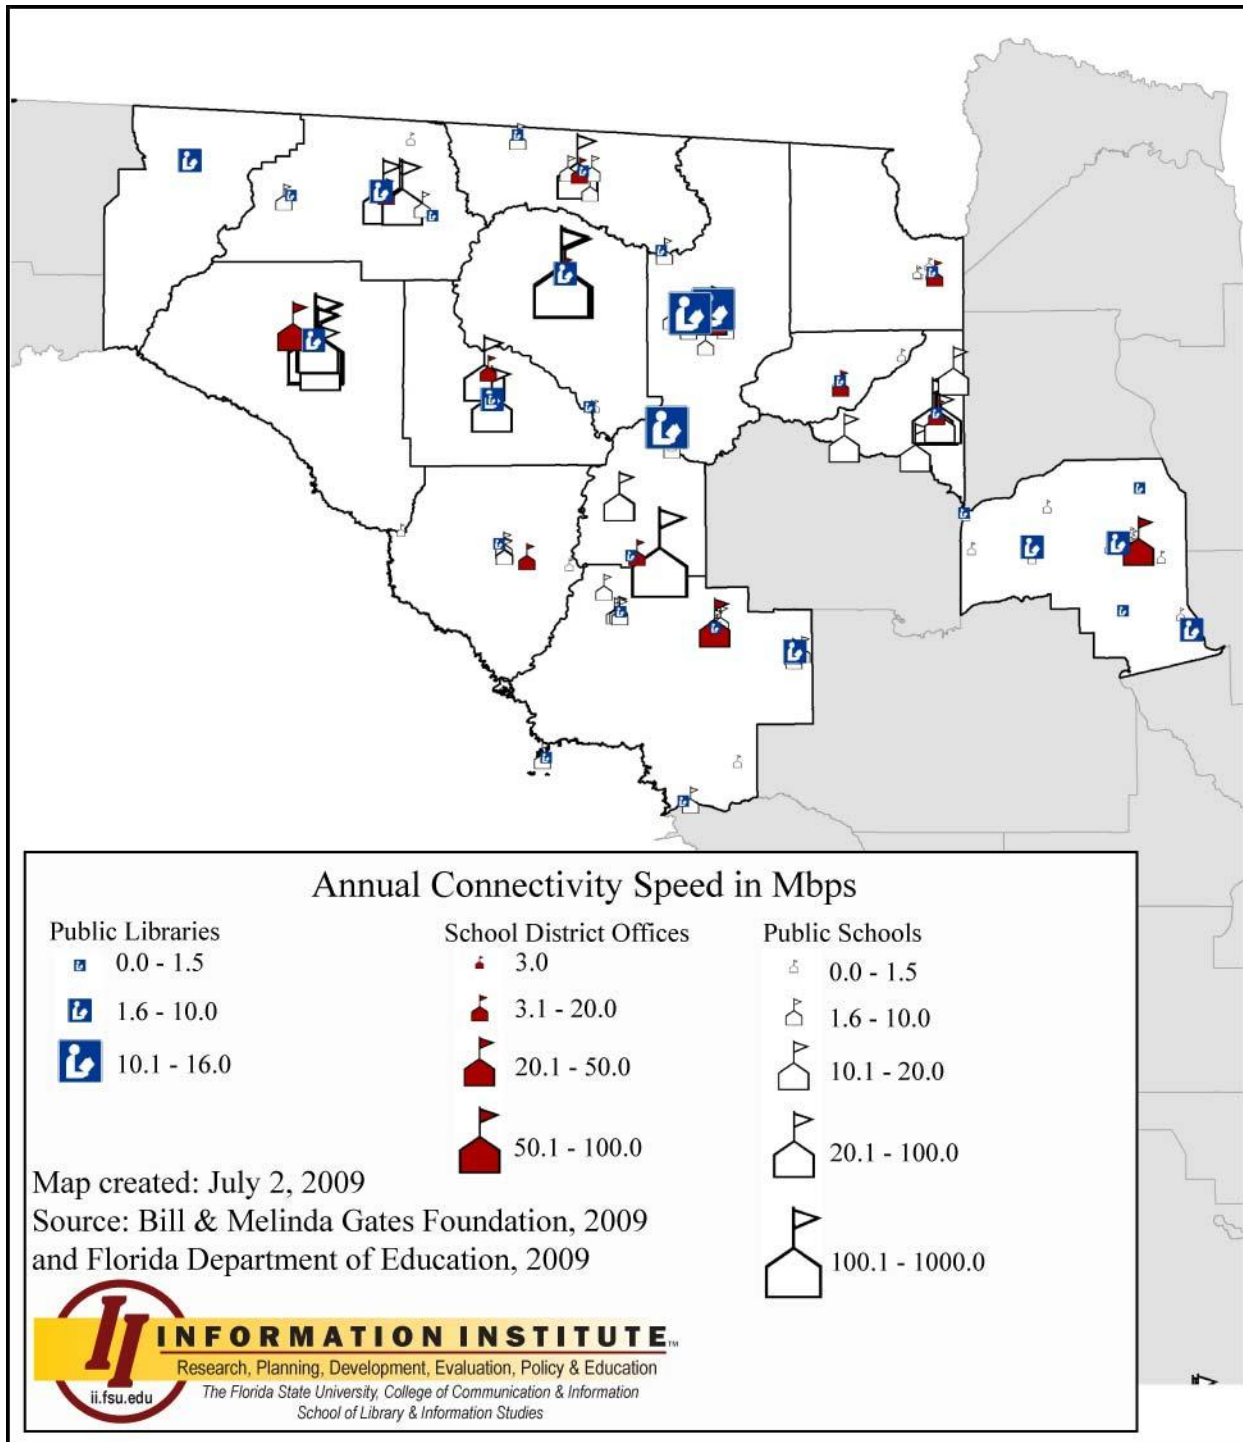 Annual Connectivity Speed in Mbps
Public Libraries
0.0 - 1.5
1.6 - 10.0
10.1 - 16.0
School District Offices
3.0
3.1 - 20.0
20.1 - 50.0
50.1 - 100.0
Public Schools
0.0 - 1.5
1.6 - 10.0
10.1 - 20.0
20.1 - 100.0
100.1 - 1000.0
Map created: July 2, 2009
Source: Bill & Melinda Gates Foundation, 2009
and Florida Department of Education, 2009
II
ii.fsu.edu
INFORMATION INSTITUTE™
Research, Planning, Development, Evaluation, Policy & Education
The Florida State University, College of Communication & Information
School of Library & Information Studies